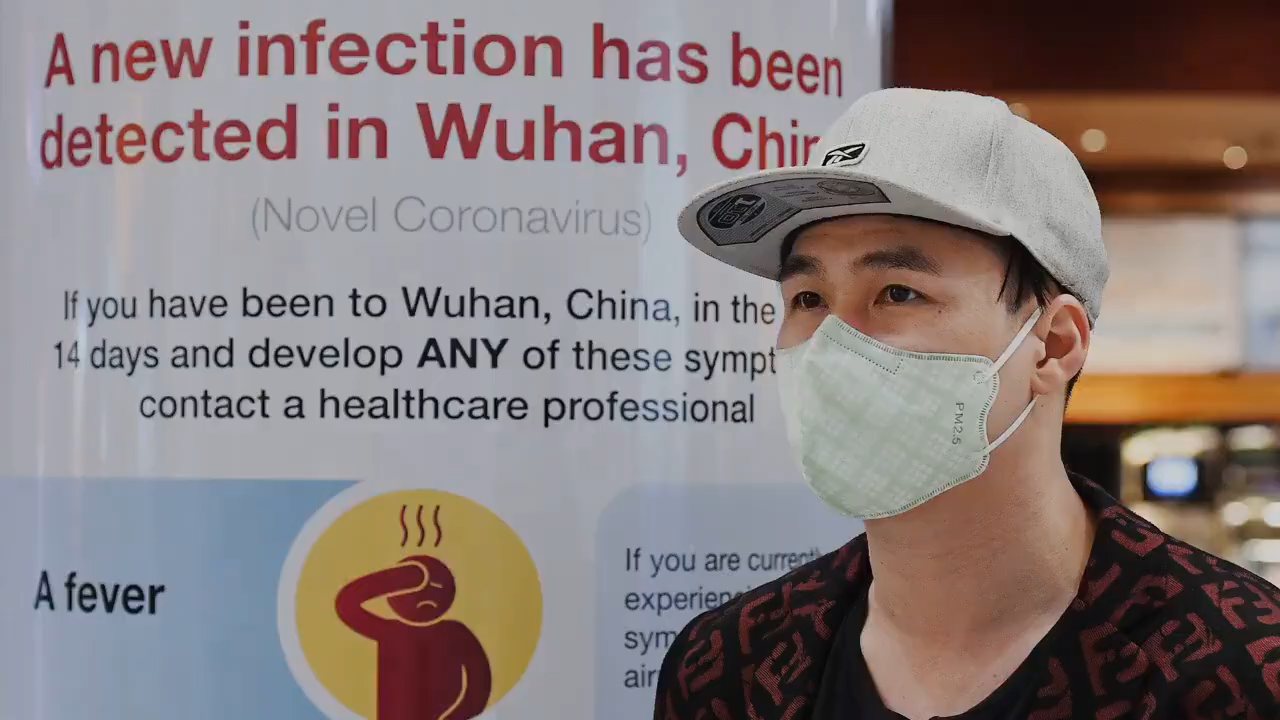 A new infection has been
detected in Wuhan,
(Novel Coronavirus)
If you have been to Wuhan, China, in the
14 days and develop ANY of these
contact a healthcare professional
A fever
If you are
PM2.5